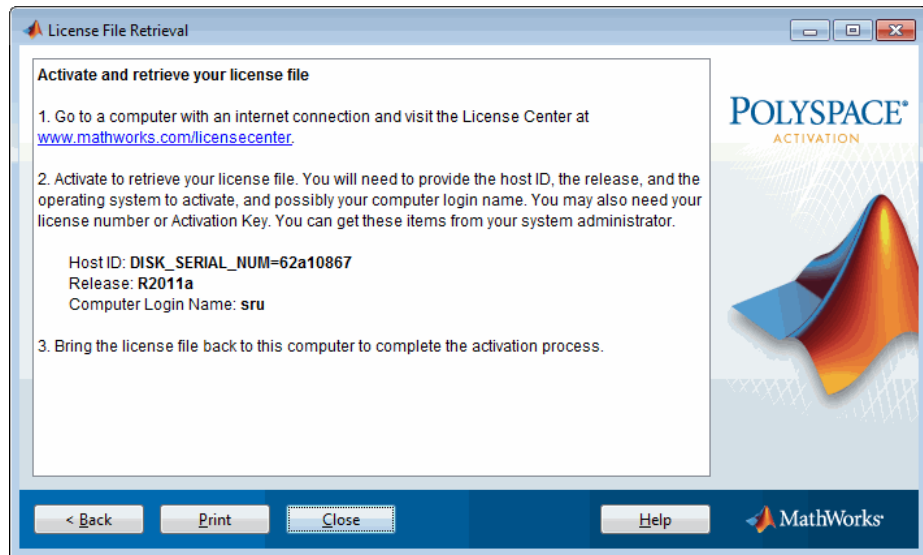 License File Retrieval
Activate and retrieve your license file
1. Go to a computer with an internet connection and visit the License Center at
www.mathworks.com/licensecenter.
2. Activate to retrieve your license file. You will need to provide the host ID, the release, and the
operating system to activate, and possibly your computer login name. You may also need your
license number or Activation Key. You can get these items from your system administrator.
Host ID: DISK_SERIAL_NUM=62a10867
Release: R2011a
Computer Login Name: sru
3. Bring the license file back to this computer to complete the activation process.
POLYSPACE®
ACTIVATION
< Back
Print
Close
Help
MathWorks®